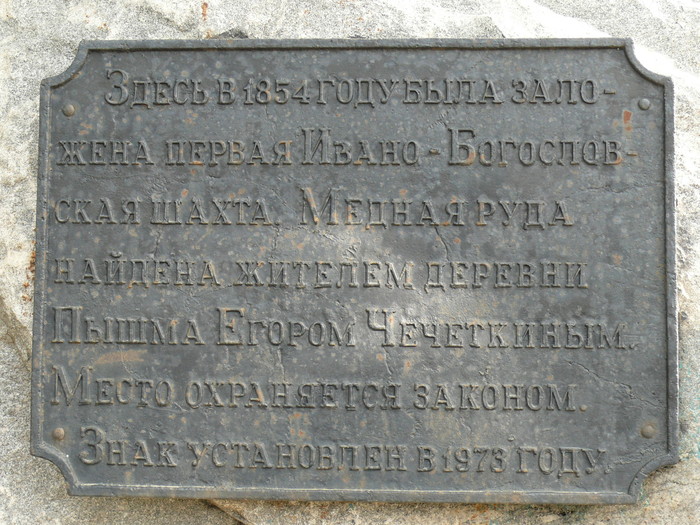 Здесь в 1854 году была зало-
жена первая Ивано-Богослов-
ская шахта. Медная руда
найдена жителем деревни
Пышма Егором Чечеткиным.
Место охраняется законом.
Знак установлен в 1973 году.